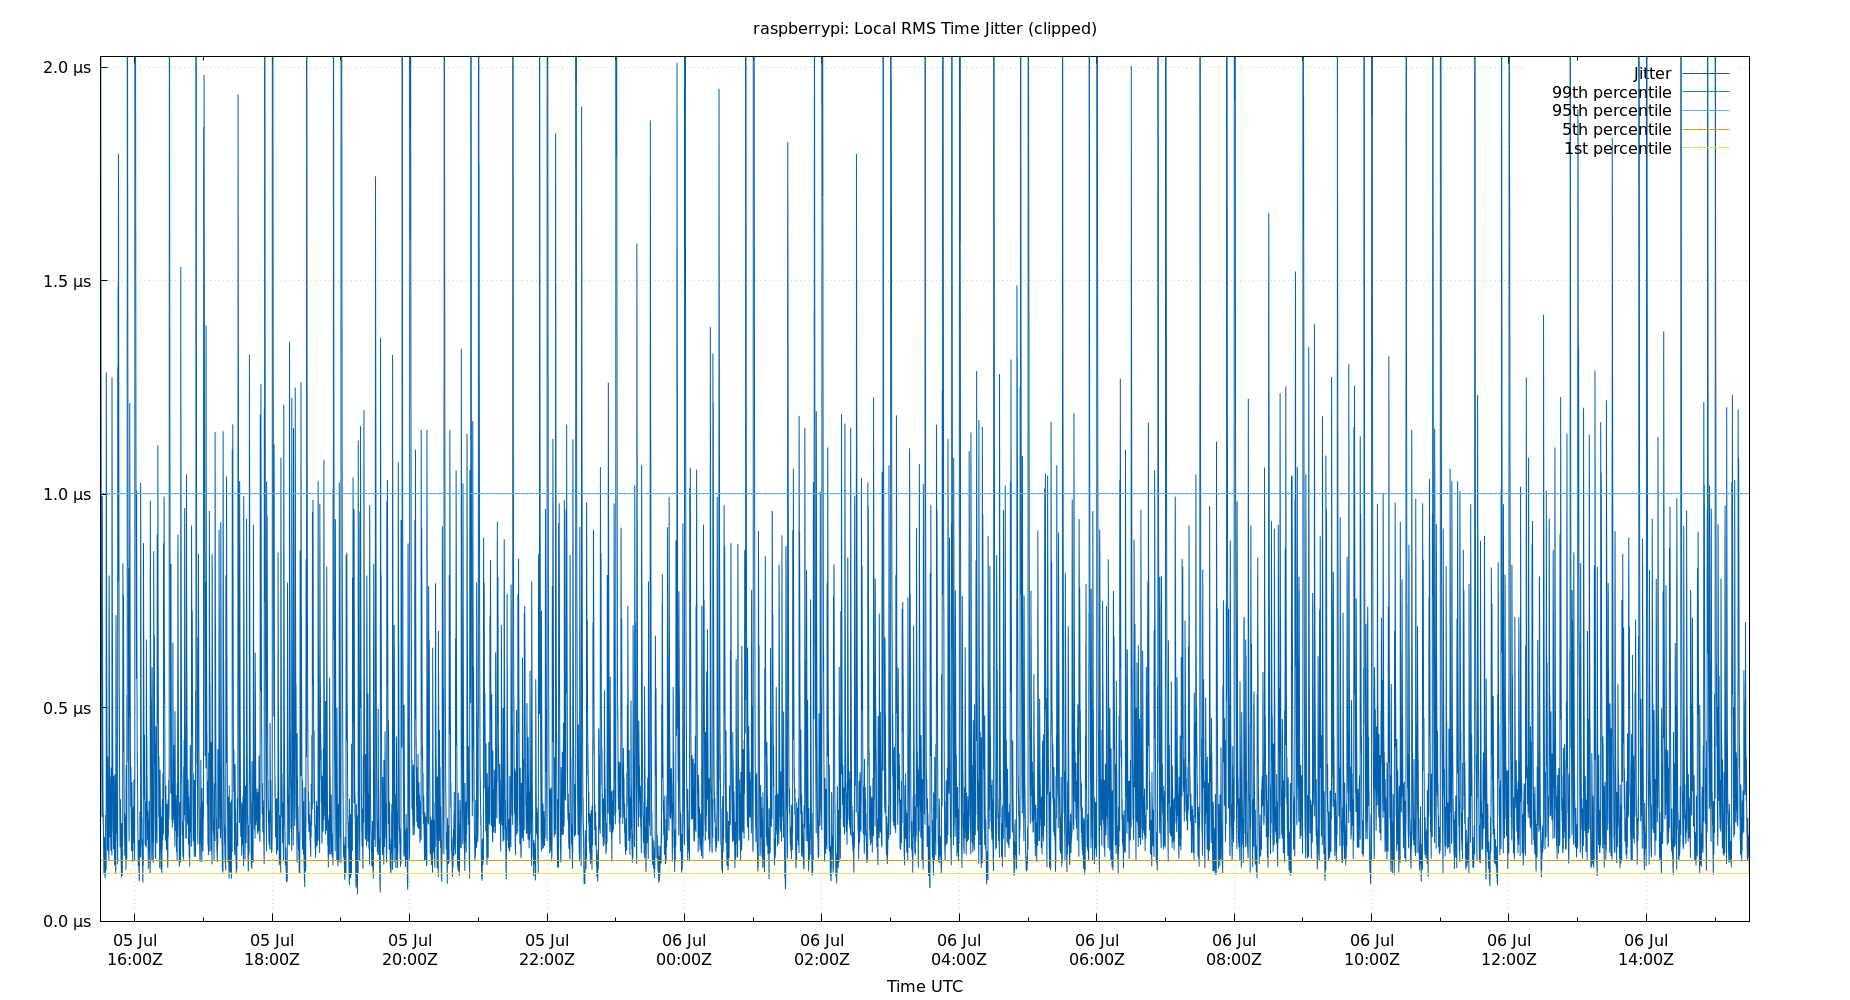 raspberrypi: Local RMS Time Jitter (clipped)
2.0 µs
1.5 µs
1.0 µs
0.5 µs
0.0 µs
Jitter
99th percentile
95th percentile
5th percentile
1st percentile
05 Jul 05 Jul 05 Jul 05 Jul 06 Jul 06 Jul 06 Jul 06 Jul 06 Jul 06 Jul 06 Jul 06 Jul
16:00Z 18:00Z 20:00Z 22:00Z 00:00Z 02:00Z 04:00Z 06:00Z 08:00Z 10:00Z 12:00Z 14:00Z
Time UTC